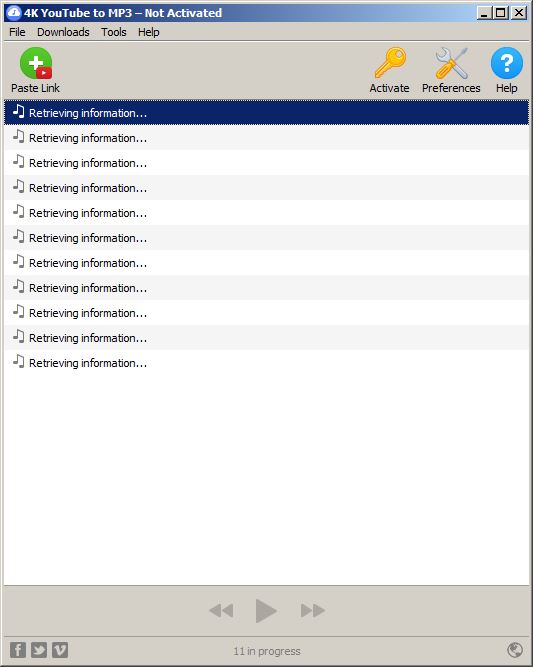 4K YouTube to MP3 – Not Activated
File Downloads Tools Help
Paste Link Activate Preferences Help
Retrieving information...
Retrieving information...
Retrieving information...
Retrieving information...
Retrieving information...
Retrieving information...
Retrieving information...
Retrieving information...
Retrieving information...
Retrieving information...
Retrieving information...
11 in progress